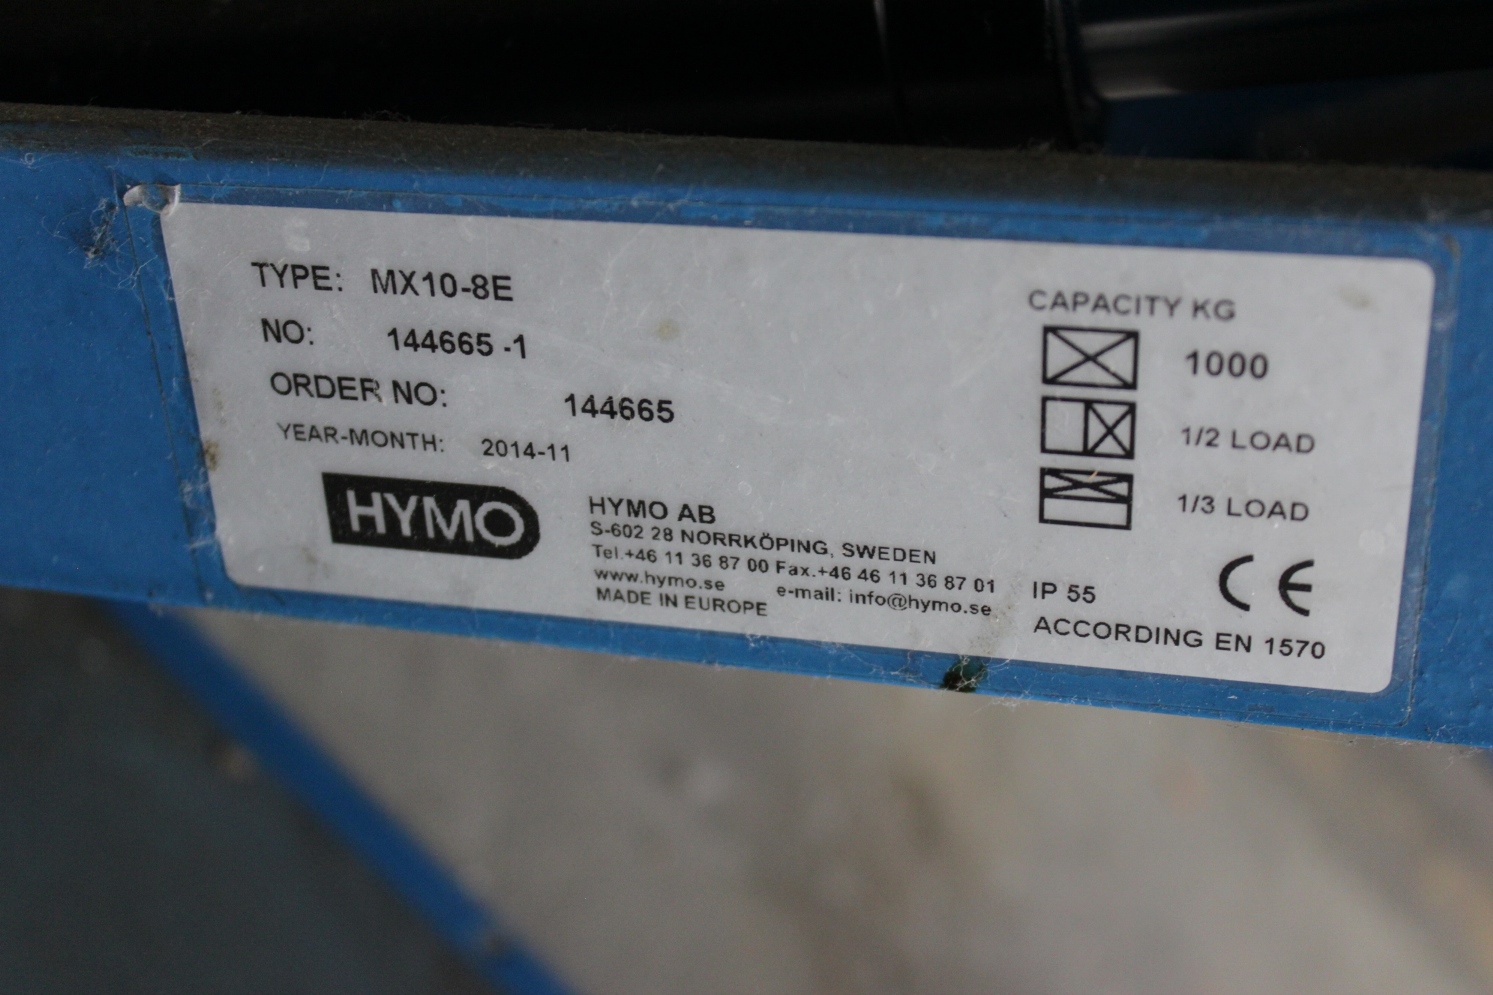 TYPE: MX10-8E
NO: 144665 -1
ORDER NO: 144665
YEAR-MONTH: 2014-11
HYMO
HYMO AB
S-602 28 NORRKÖPING, SWEDEN
Tel.+46 11 36 87 00 Fax.+46 46 11 36 87 01
www.hymo.se e-mail: info@hymo.se
MADE IN EUROPE
CAPACITY KG
1000
1/2 LOAD
1/3 LOAD
IP 55 CE
ACCORDING EN 1570